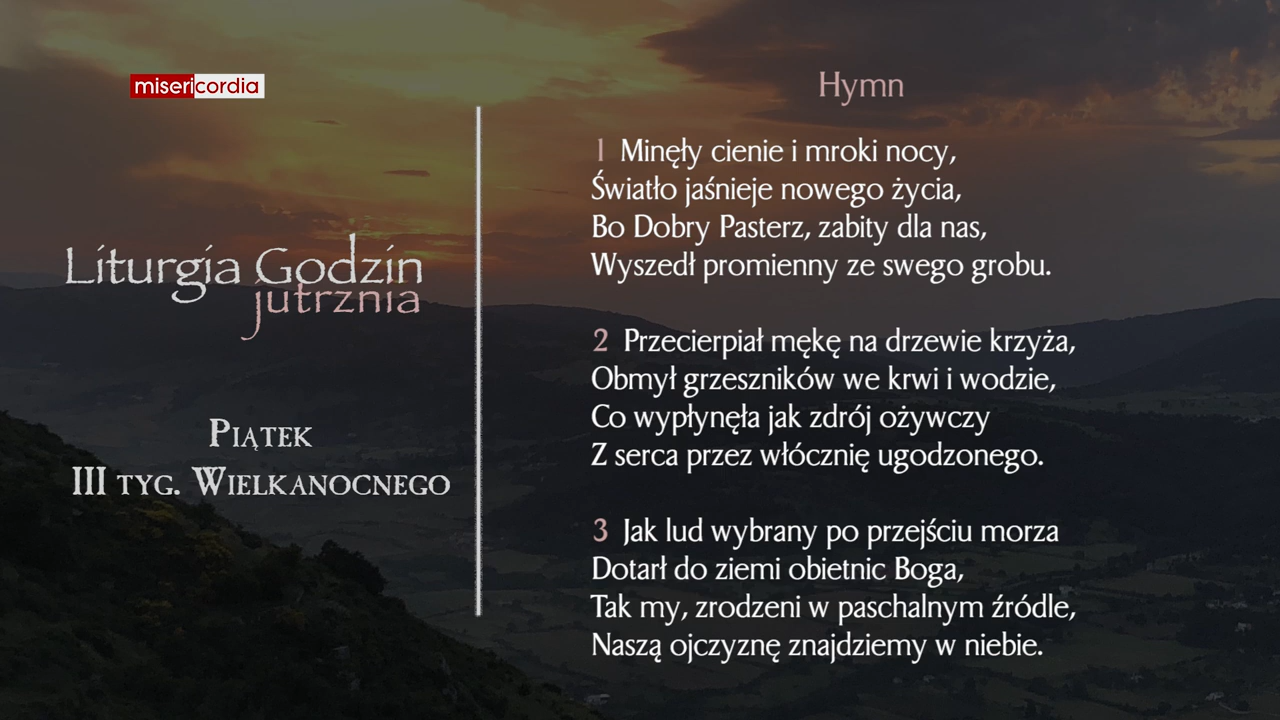 misericordia
Liturgia Godzin
jutrznia
Piątek
III tyg. Wielkanocnego
Hymn
1 Minęły cienie i mroki nocy,
Światło jaśnieje nowego życia,
Bo Dobry Pasterz, zabity dla nas,
Wyszedł promienny ze swego grobu.
2 Przecierpiał mękę na drzewie krzyża,
Obmył grzeszników we krwi i wodzie,
Co wypłynęła jak zdrój ożywczy
Z serca przez włócznię ugodzonego.
3 Jak lud wybrany po przejściu morza
Dotarł do ziemi obietnic Boga,
Tak my, zrodzeni w paschalnym źródle,
Naszą ojczyznę znajdziemy w niebie.